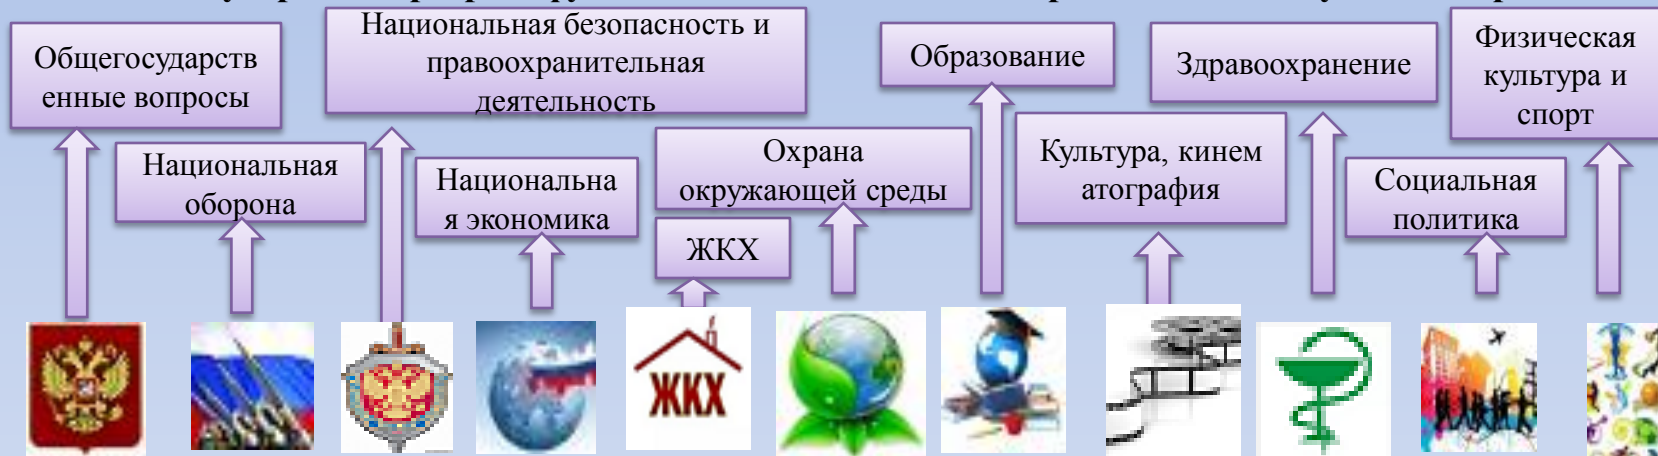 Общегосударств
енные вопросы
Национальная
оборона
Национальная безопасность и
правоохранительная
деятельность
Национальна
я экономика
ЖКХ
Охрана
окружающей среды
Образование
Культура, кинем
атография
Здравоохранение
Социальная
политика
Физическая
культура и
спорт
ЖКХ